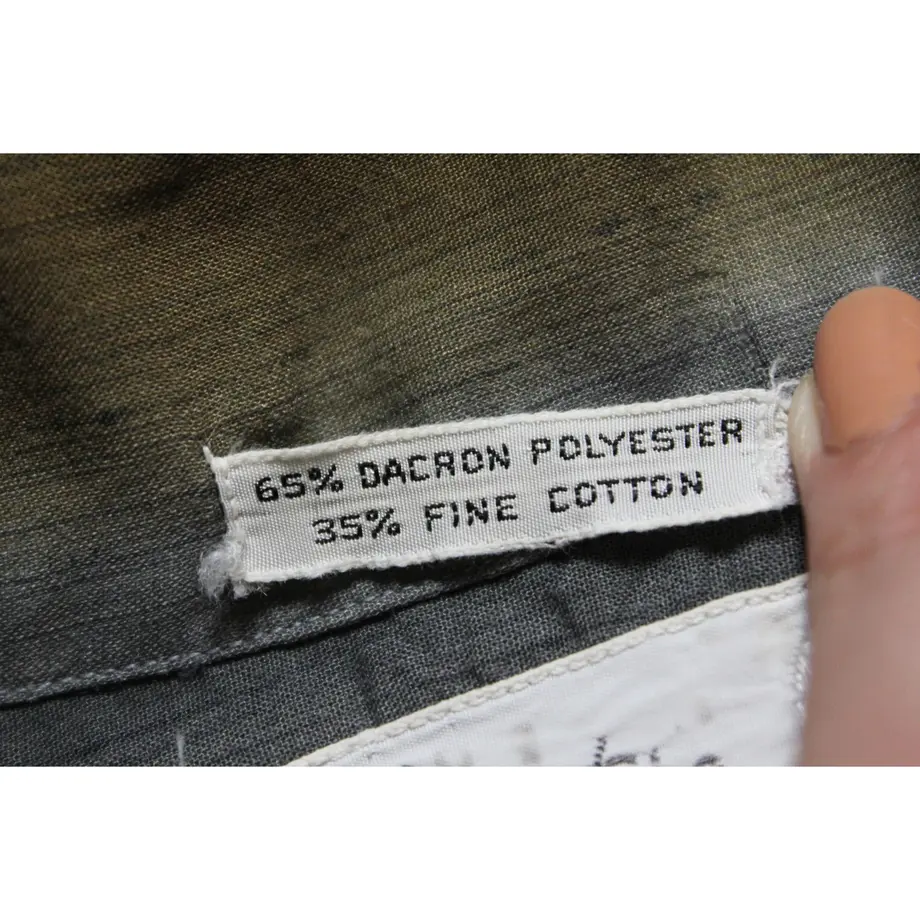 65% DACRON POLYESTER
35% FINE COTTON